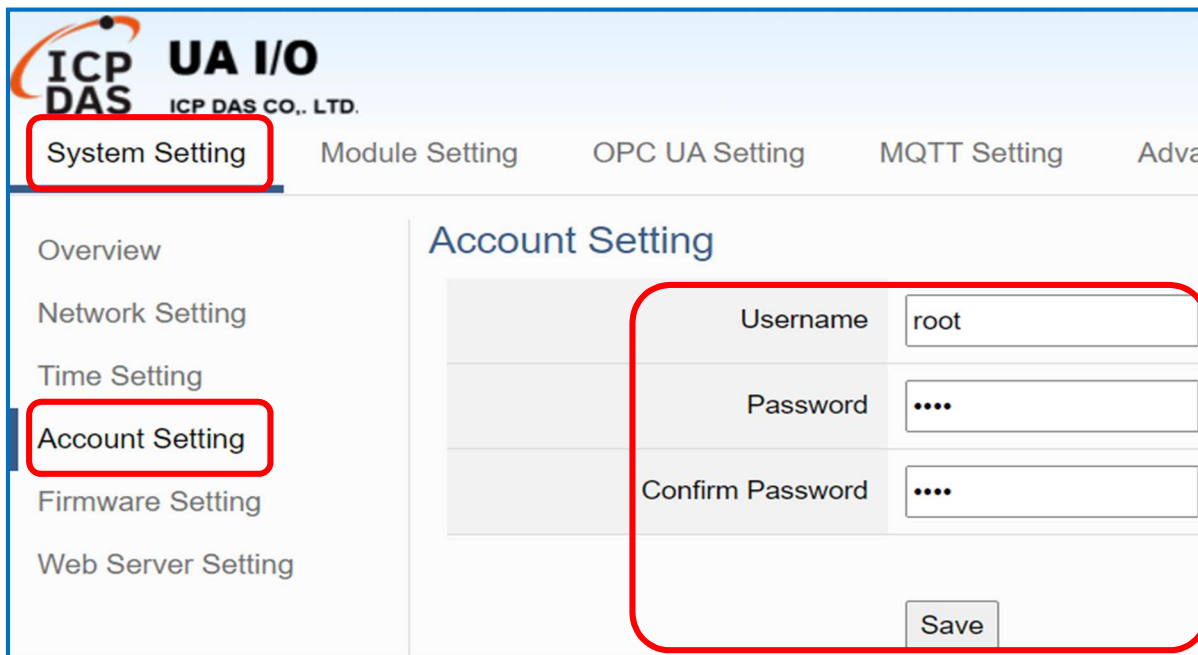 ICP
DAS
UA I/O
ICP DAS CO,. LTD.
System Setting Module Setting OPC UA Setting MQTT Setting Adva
Overview
Network Setting
Time Setting
Account Setting
Firmware Setting
Web Server Setting
Account Setting
Username root
Password ••••
Confirm Password ••••
Save